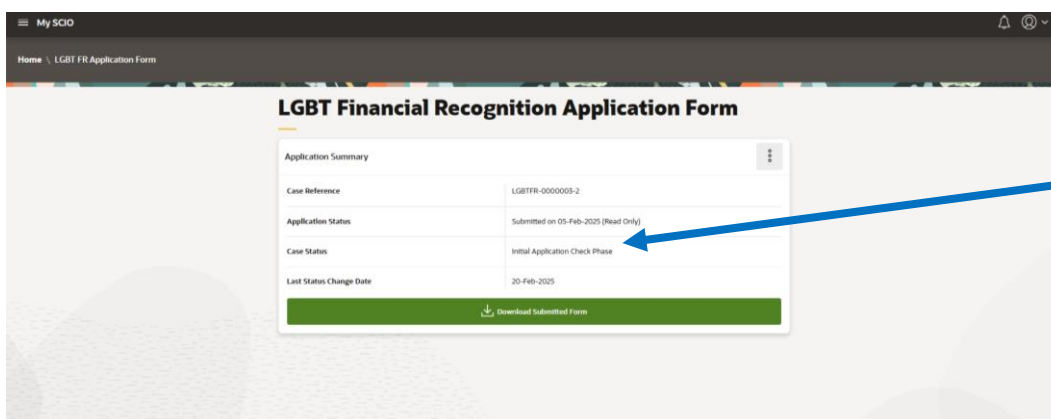 My SCIO
Home \ LGBT FR Application Form
LGBT Financial Recognition Application Form
Application Summary
Case Reference LGBTFR-0000003-2
Application Status Submitted on 05-Feb-2025 (Read Only)
Case Status Initial Application Check Phase
Last Status Change Date 20-Feb-2025
Download Submitted Form